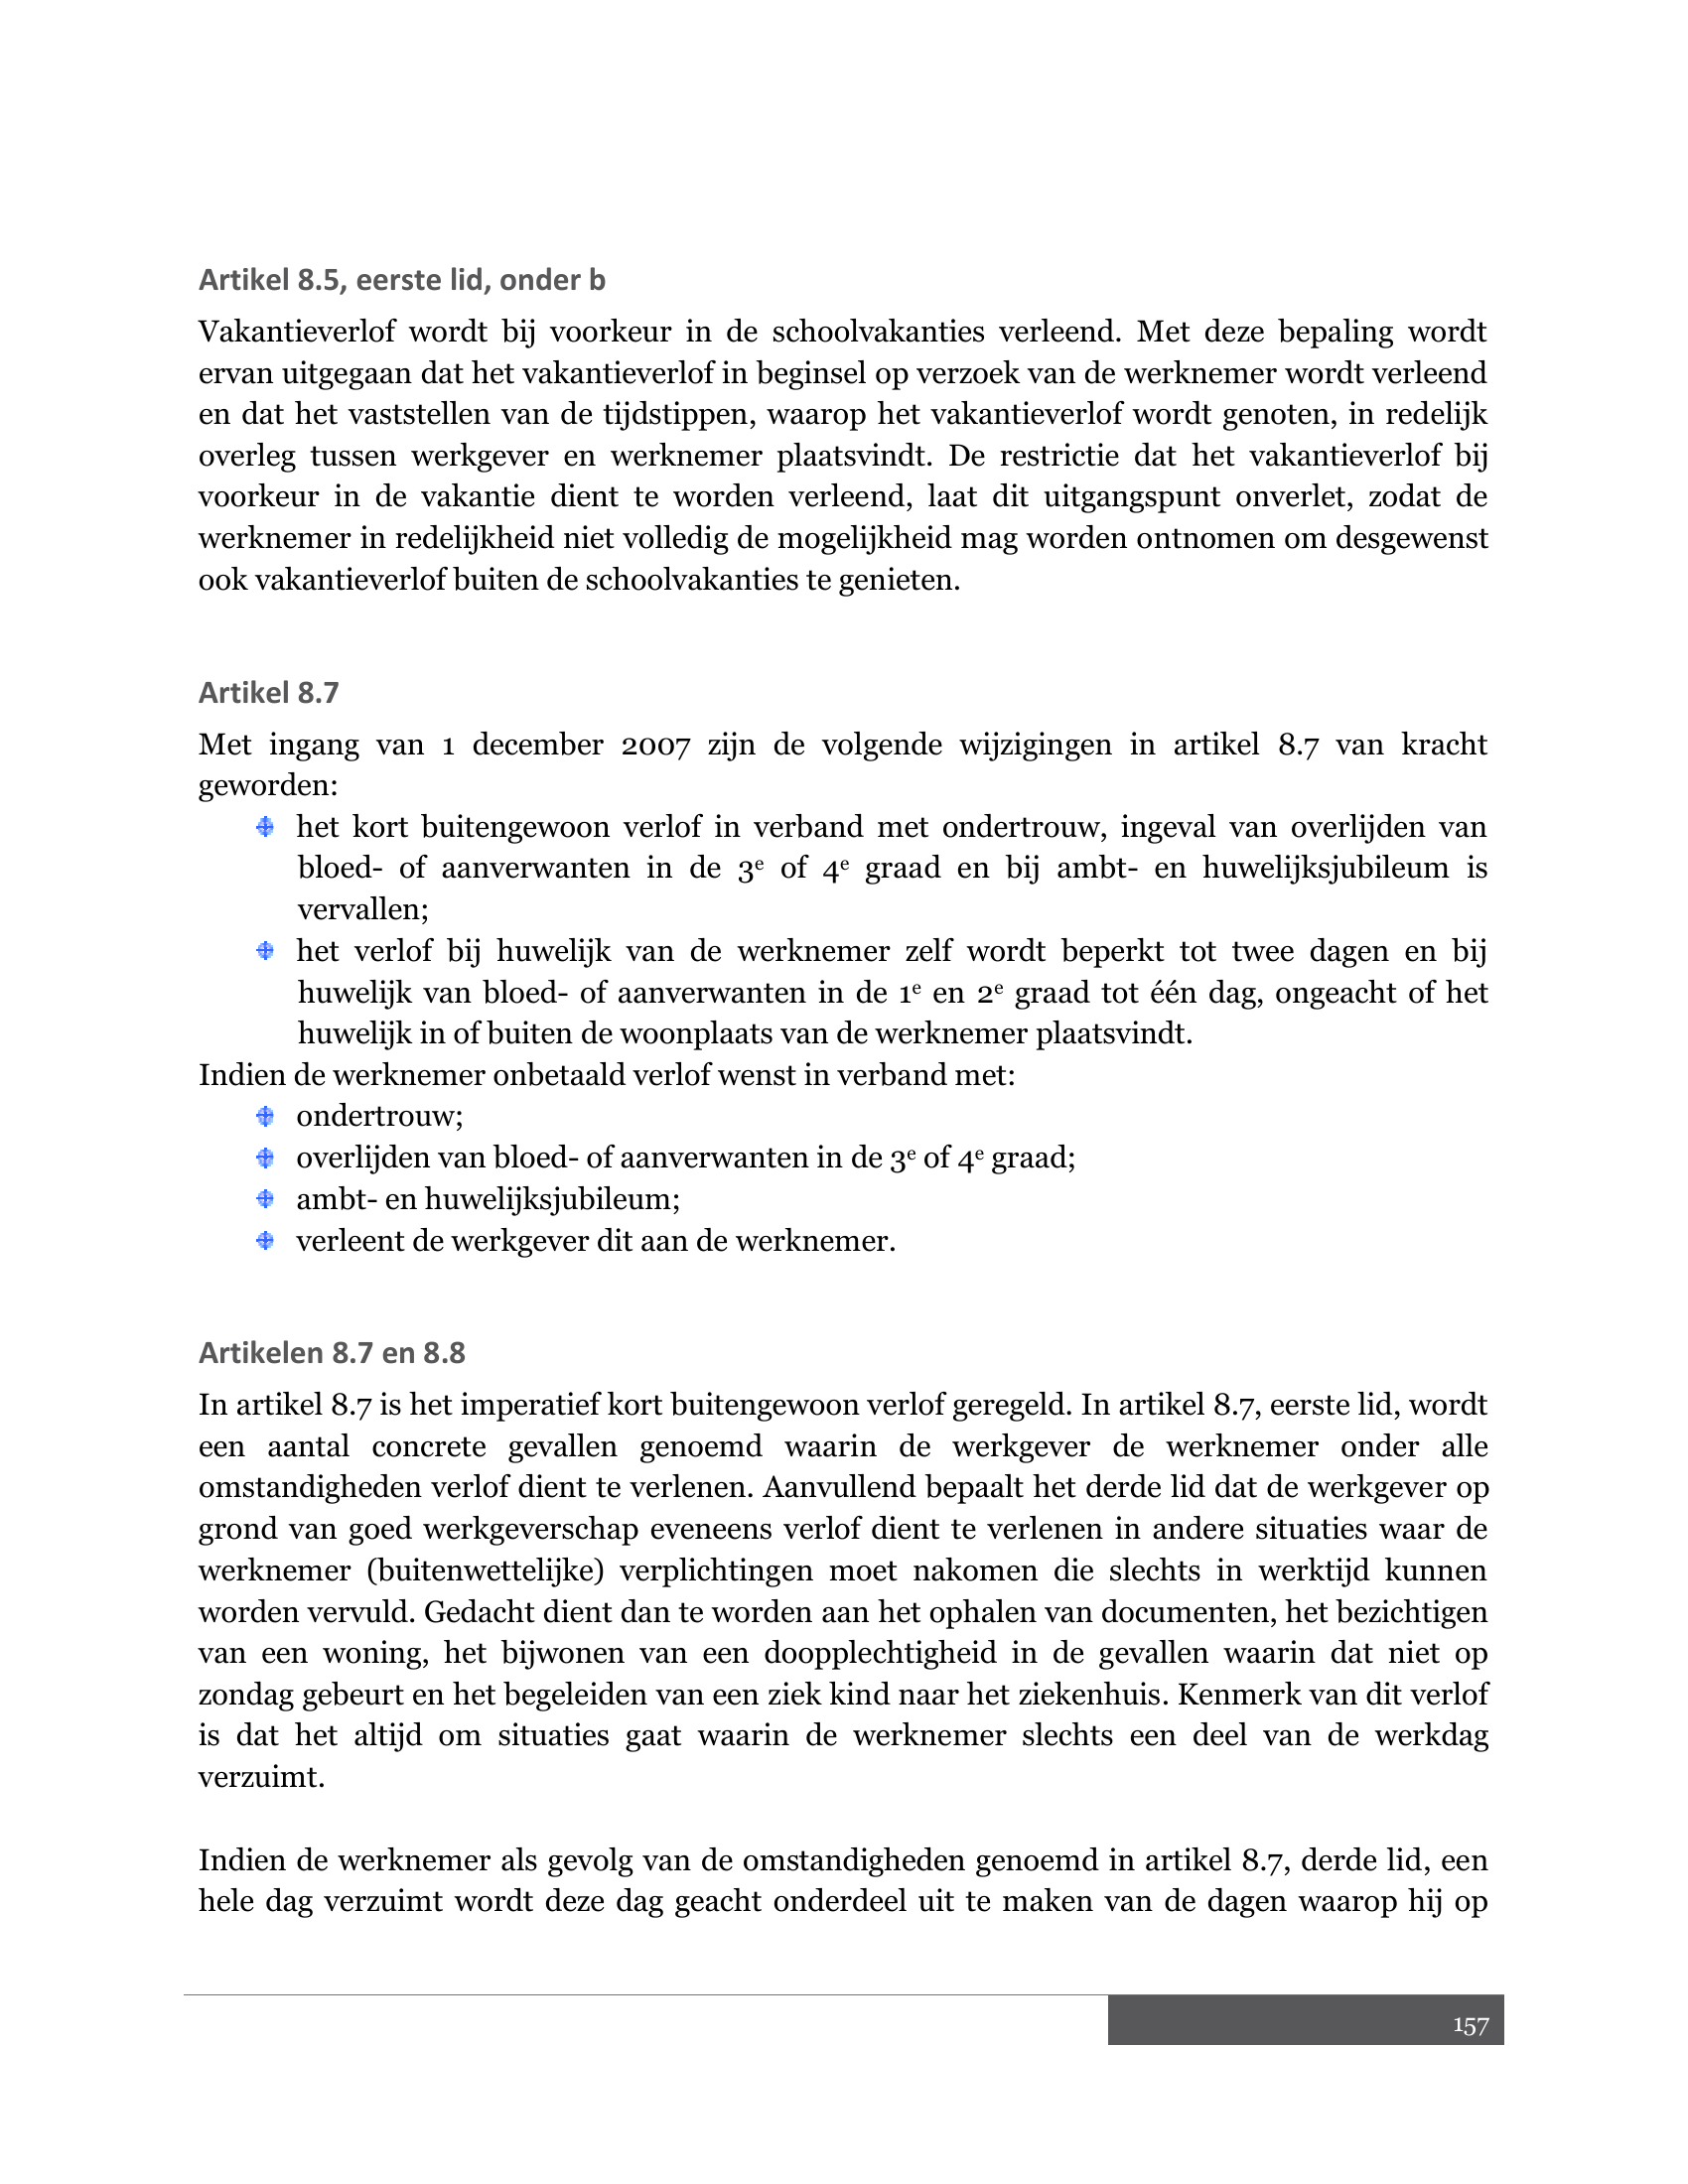 Artikel 8.5, eerste lid, onder b
Vakantieverlof wordt bij voorkeur in de schoolvakanties verleend. Met deze bepaling wordt
ervan uitgegaan dat het vakantieverlof in beginsel op verzoek van de werknemer wordt verleend
en dat het vaststellen van de tijdstippen, waarop het vakantieverlof wordt genoten, in redelijk
overleg tussen werkgever en werknemer plaatsvindt. De restrictie dat het vakantieverlof bij
voorkeur in de vakantie dient te worden verleend, laat dit uitgangspunt onverlet, zodat de
werknemer in redelijkheid niet volledig de mogelijkheid mag worden ontnomen om desgewenst
ook vakantieverlof buiten de schoolvakanties te genieten.
Artikel 8.7
Met ingang van 1 december 2007 zijn de volgende wijzigingen in artikel 8.7 van kracht
geworden:
het kort buitengewoon verlof in verband met ondertrouw, ingeval van overlijden van
bloed- of aanverwanten in de 3e of 4e graad en bij ambt- en huwelijksjubileum is
vervallen;
het verlof bij huwelijk van de werknemer zelf wordt beperkt tot twee dagen en bij
huwelijk van bloed- of aanverwanten in de 1e en 2e graad tot één dag, ongeacht of het
huwelijk in of buiten de woonplaats van de werknemer plaatsvindt.
Indien de werknemer onbetaald verlof wenst in verband met:
ondertrouw;
overlijden van bloed- of aanverwanten in de 3e of 4e graad;
ambt- en huwelijksjubileum;
verleent de werkgever dit aan de werknemer.
Artikelen 8.7 en 8.8
In artikel 8.7 is het imperatief kort buitengewoon verlof geregeld. In artikel 8.7, eerste lid, wordt
een aantal concrete gevallen genoemd waarin de werkgever de werknemer onder alle
omstandigheden verlof dient te verlenen. Aanvullend bepaalt het derde lid dat de werkgever op
grond van goed werkgeverschap eveneens verlof dient te verlenen in andere situaties waar de
werknemer (buitenwettelijke) verplichtingen moet nakomen die slechts in werktijd kunnen
worden vervuld. Gedacht dient dan te worden aan het ophalen van documenten, het bezichtigen
van een woning, het bijwonen van een doopplechtigheid in de gevallen waarin dat niet op
zondag gebeurt en het begeleiden van een ziek kind naar het ziekenhuis. Kenmerk van dit verlof
is dat het altijd om situaties gaat waarin de werknemer slechts een deel van de werkdag
verzuimt.
Indien de werknemer als gevolg van de omstandigheden genoemd in artikel 8.7, derde lid, een
hele dag verzuimt wordt deze dag geacht onderdeel uit te maken van de dagen waarop hij op
157